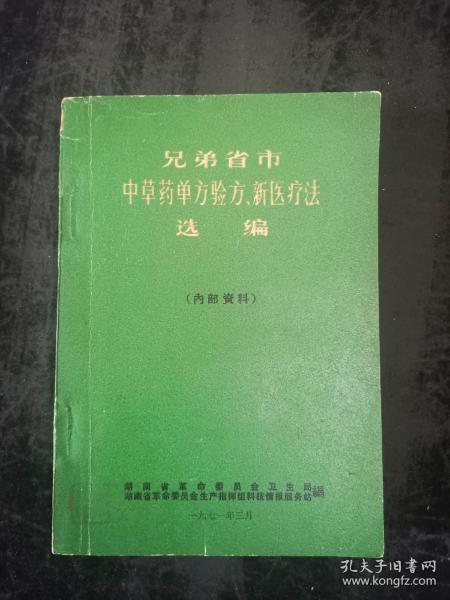 兄弟省市
中草药单方验方、新医疗法
选编
（内部資料）
湖南省革命委员会卫生局
湖南省革命委员会生产指挥组科技情报服务站 編
一九七一年三月
孔夫子旧书网
www.kongfz.com